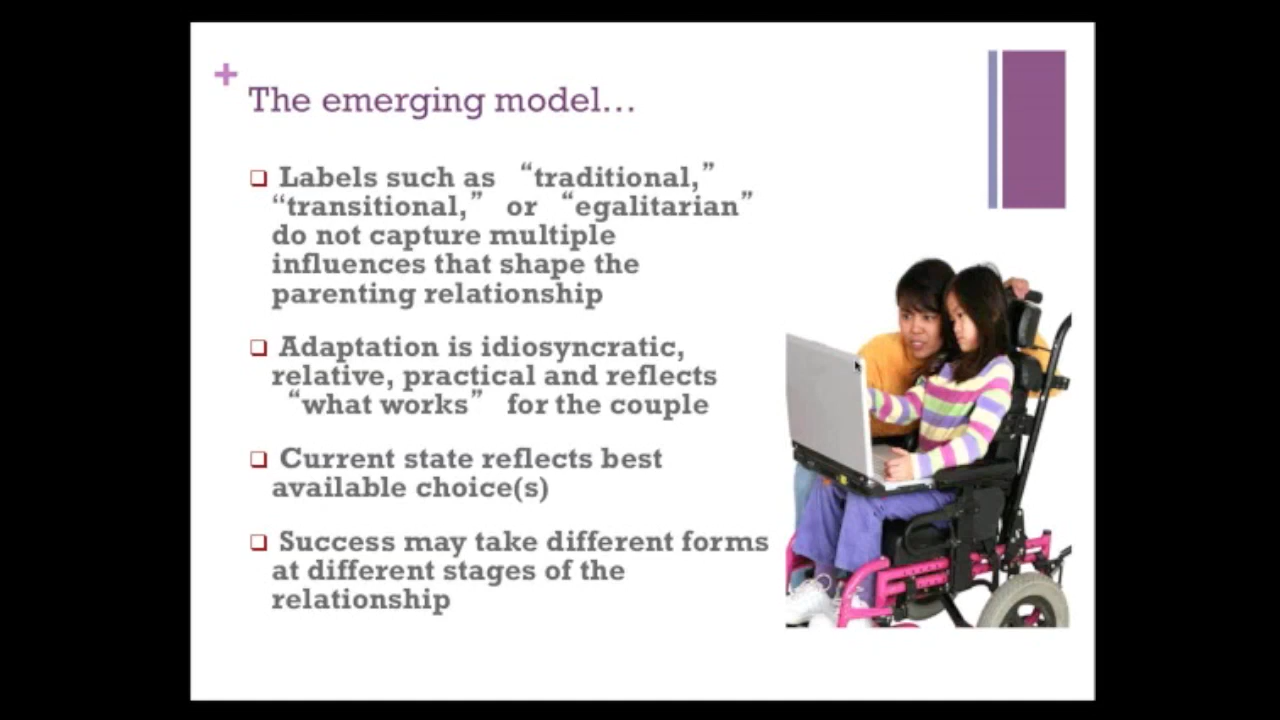 +
The emerging model...
❑ Labels such as “traditional,”
“transitional,” or “egalitarian”
do not capture multiple
influences that shape the
parenting relationship
❑ Adaptation is idiosyncratic,
relative, practical and reflects
“what works” for the couple
❑ Current state reflects best
available choice(s)
❑ Success may take different forms
at different stages of the
relationship